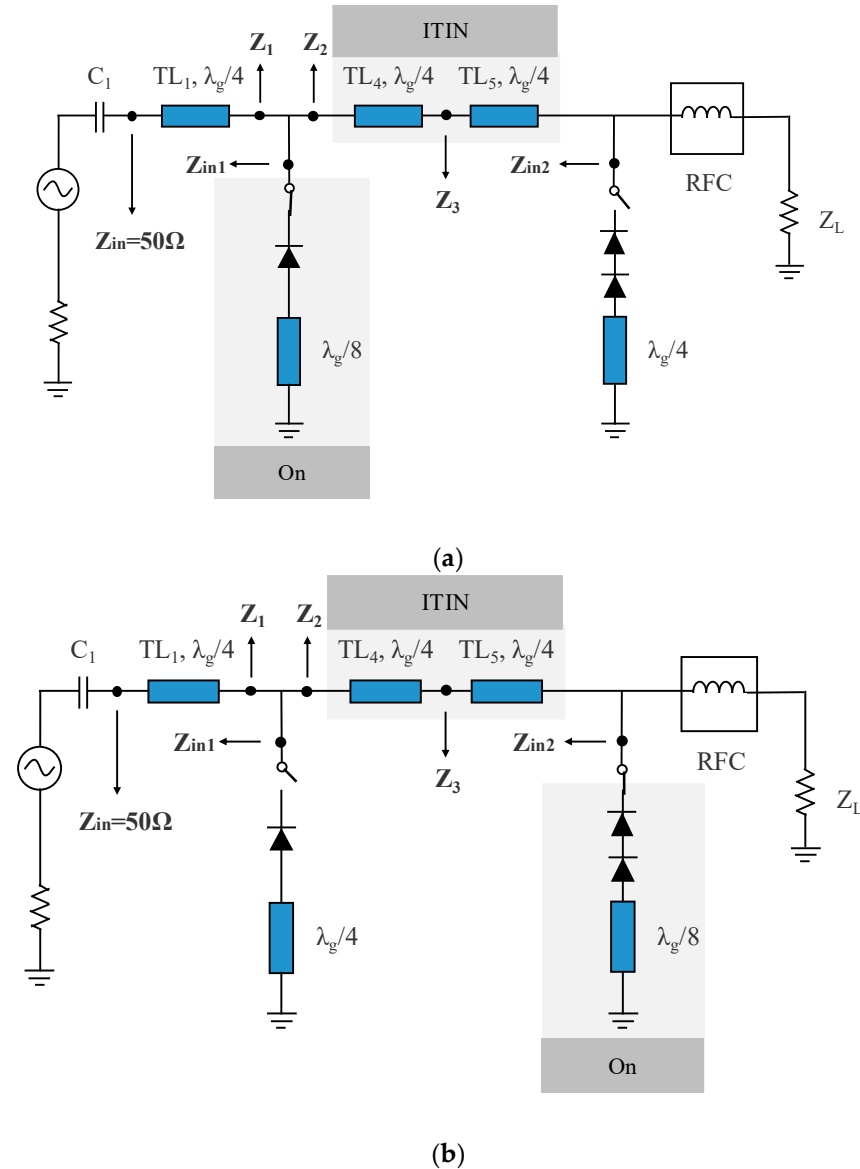 ITIN
Z1 Z2
C1 TL1, λg/4 TL4, λg/4 TL5, λg/4
Zin1 Zin2
Z3
RFC
ZL
Zin=50Ω
λg/8 λg/4
On
(a)
ITIN
Z1 Z2
C1 TL1, λg/4 TL4, λg/4 TL5, λg/4
Zin1 Zin2
Z3
RFC
ZL
Zin=50Ω
λg/4 λg/8
On
(b)